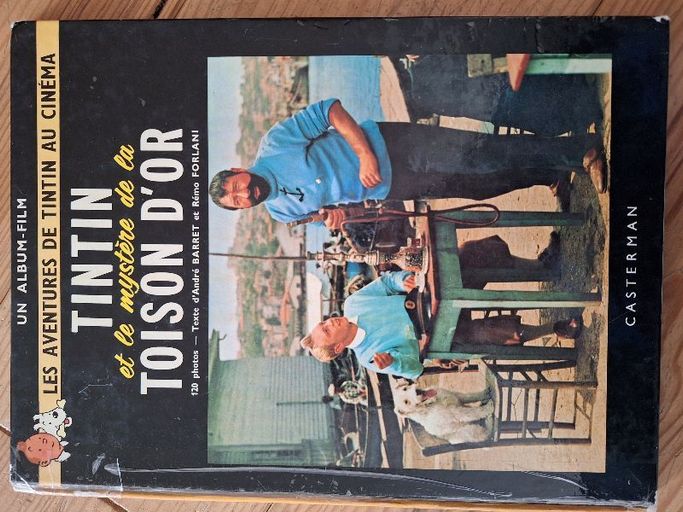 UN ALBUM-FILM
LES AVENTURES DE TINTIN AU CINÉMA
TINTIN
et le mystère de la
TOISON D'OR
120 photos — Texte d'André BARRET et Rémo FORLANI
CASTERMAN